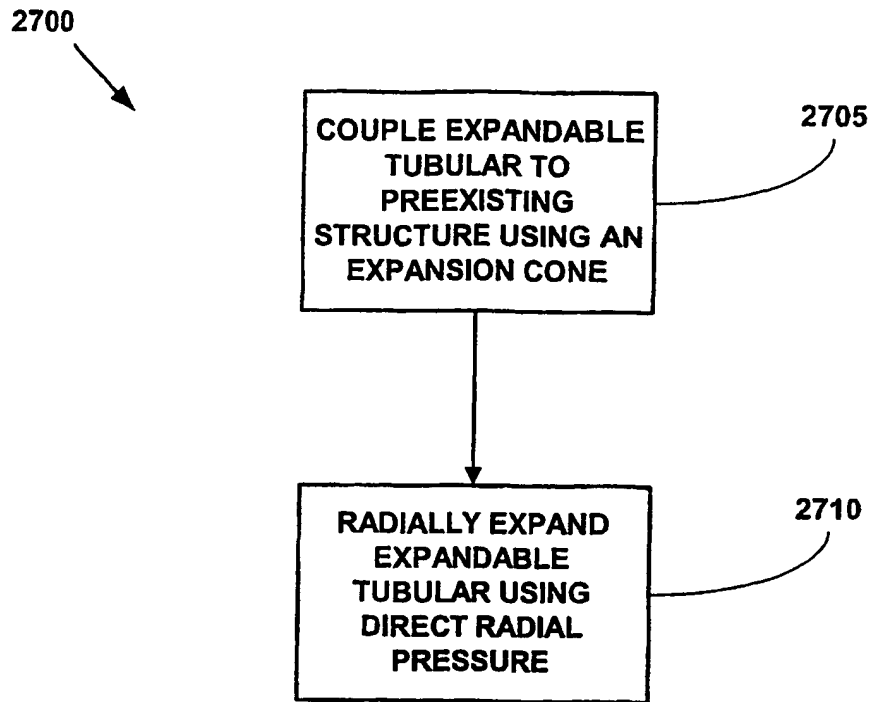 2700
COUPLE EXPANDABLE
TUBULAR TO
PREEXISTING
STRUCTURE USING AN
EXPANSION CONE
2705
RADIALLY EXPAND
EXPANDABLE
TUBULAR USING
DIRECT RADIAL
PRESSURE
2710